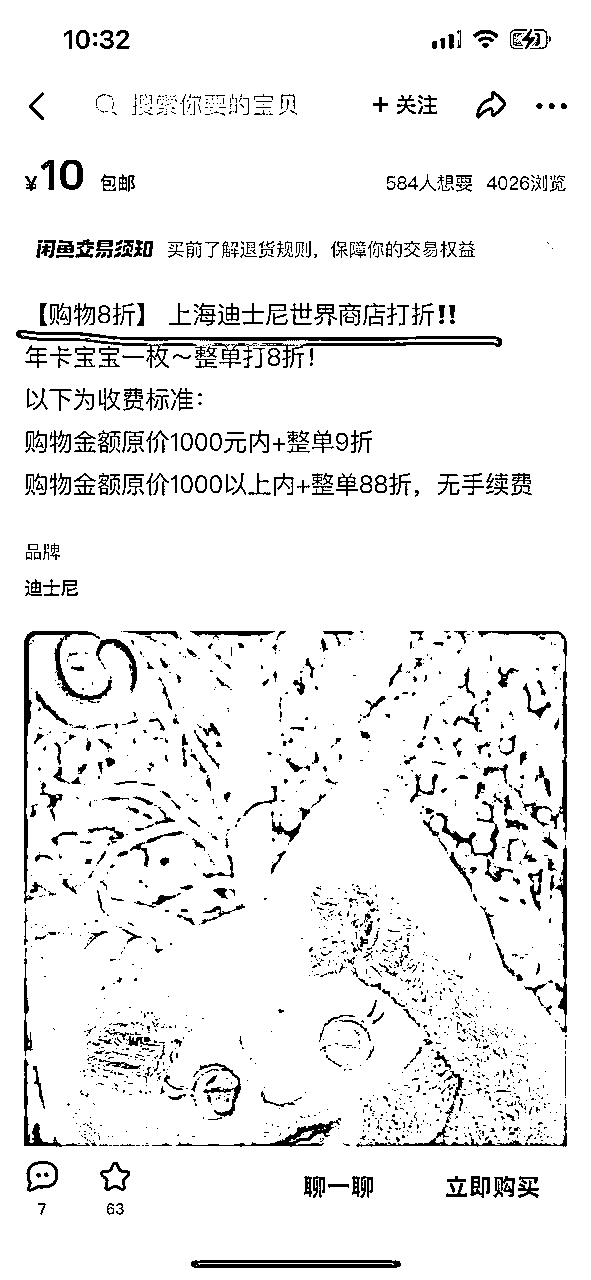 10:32
搜索你要的宝贝
+ 关注
¥10 包邮
584人想要 4026浏览
闲鱼交易须知 买前了解退货规则，保障你的交易权益
【购物8折】 上海迪士尼世界商店打折!!
年卡宝宝一枚～整单打8折！
以下为收费标准：
购物金额原价1000元内+整单9折
购物金额原价1000以上内+整单88折，无手续费
品牌
迪士尼
7
63
聊一聊
立即购买